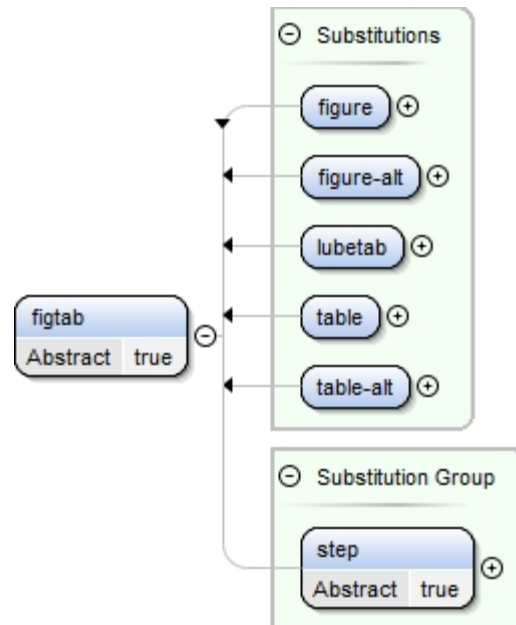 Substitutions
figure
figure-alt
lubetab
figtab
table
Abstract true
table-alt
Substitution Group
step
Abstract true